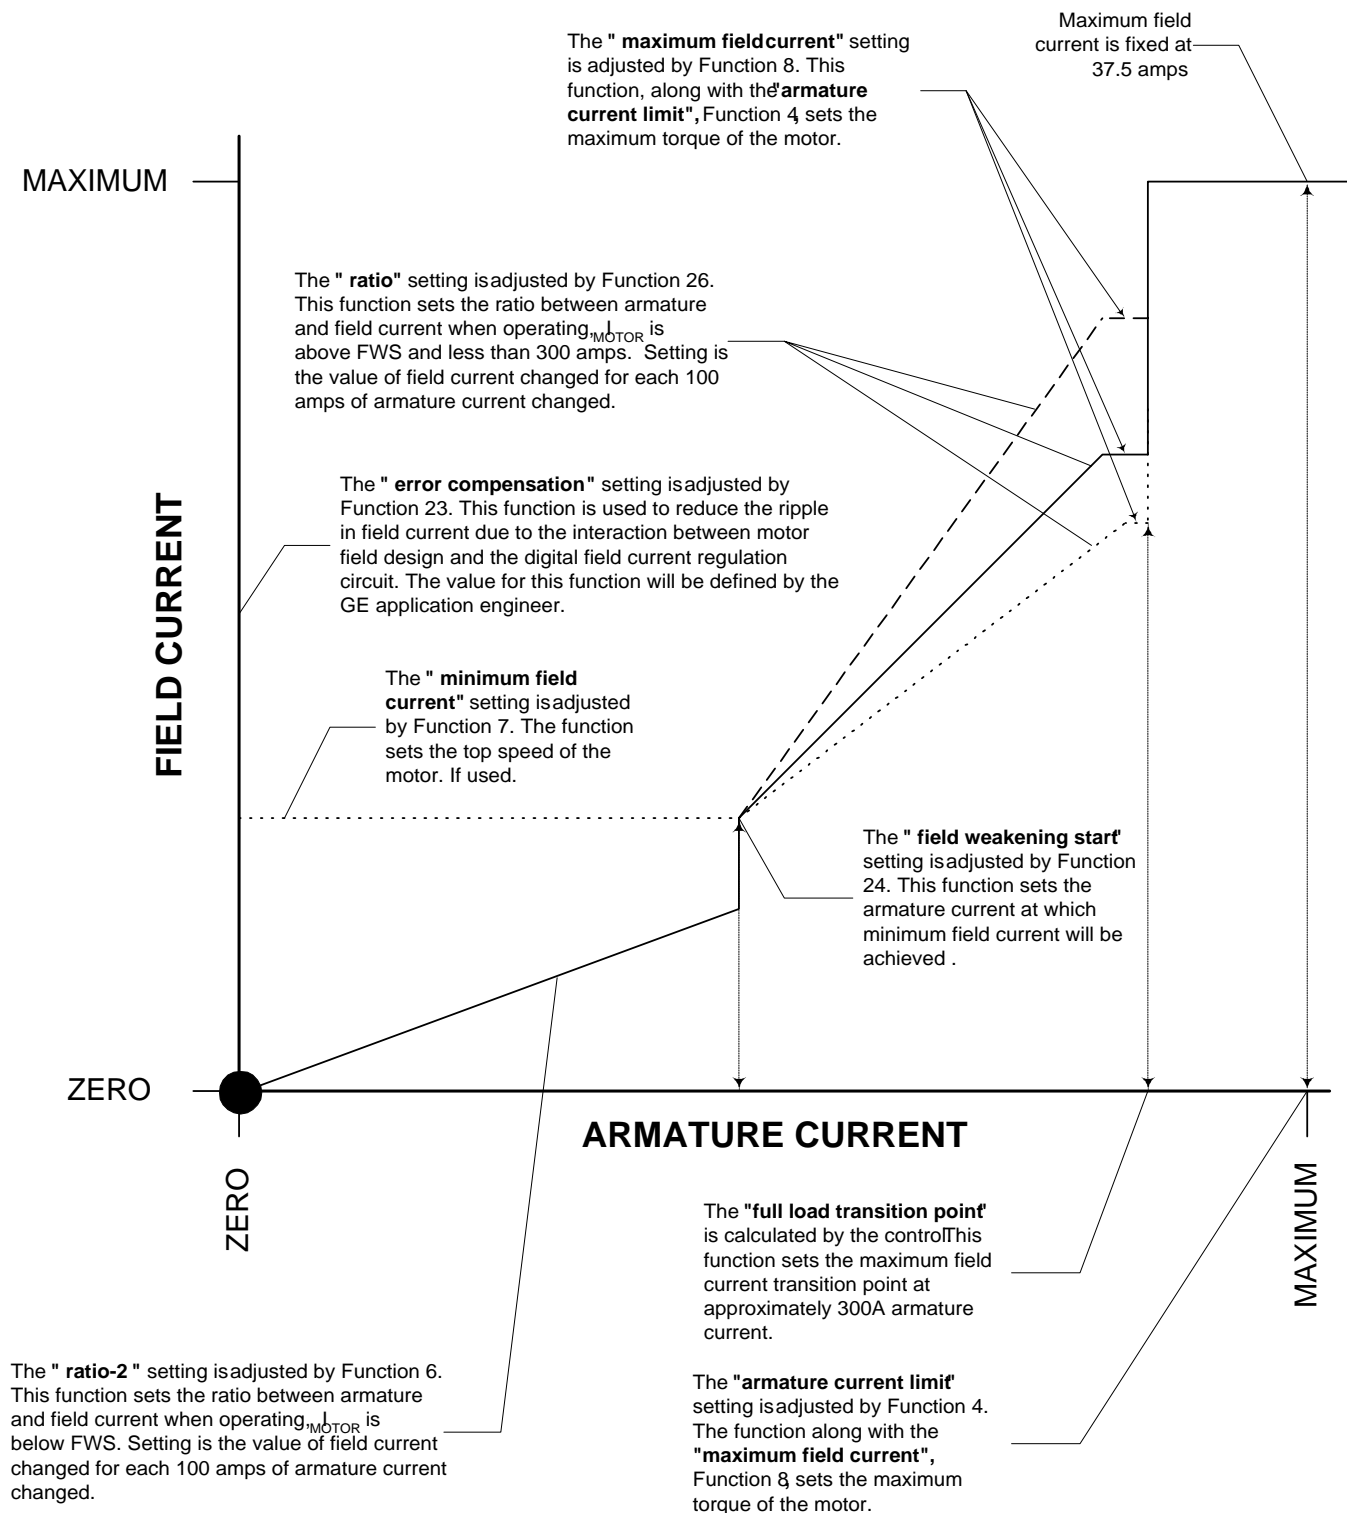 The " maximum field current" setting
is adjusted by Function 8. This
function, along with the "armature
current limit", Function 4, sets the
maximum torque of the motor.
Maximum field
current is fixed at
37.5 amps
MAXIMUM
The " ratio" setting is adjusted by Function 26.
This function sets the ratio between armature
and field current when operating, I MOTOR is
above FWS and less than 300 amps. Setting is
the value of field current changed for each 100
amps of armature current changed.
The " error compensation" setting is adjusted by
Function 23. This function is used to reduce the ripple
in field current due to the interaction between motor
field design and the digital field current regulation
circuit. The value for this function will be defined by the
GE application engineer.
FIELD CURRENT
The " minimum field
current" setting is adjusted
by Function 7. The function
sets the top speed of the
motor. If used.
The " field weakening start"
setting is adjusted by Function
24. This function sets the
armature current at which
minimum field current will be
achieved .
ZERO
ARMATURE CURRENT
ZERO
MAXIMUM
The "full load transition point"
is calculated by the control This
function sets the maximum field
current transition point at
approximately 300A armature
current.
The " ratio-2 " setting is adjusted by Function 6.
This function sets the ratio between armature
and field current when operating, I MOTOR is
below FWS. Setting is the value of field current
changed for each 100 amps of armature current
changed.
The "armature current limit"
setting is adjusted by Function 4.
The function along with the
"maximum field current",
Function 8, sets the maximum
torque of the motor.